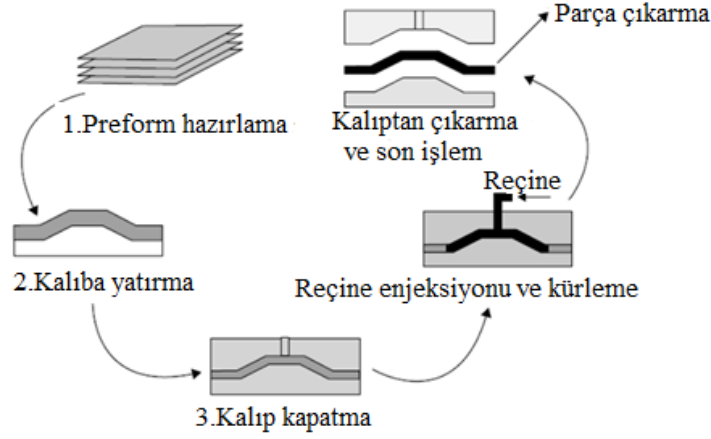 Parça çıkarma
1.Preform hazırlama
Kalıptan çıkarma
ve son işlem
Reçine
2.Kalıba yatırma
Reçine enjeksiyonu ve kürleme
3.Kalıp kapatma